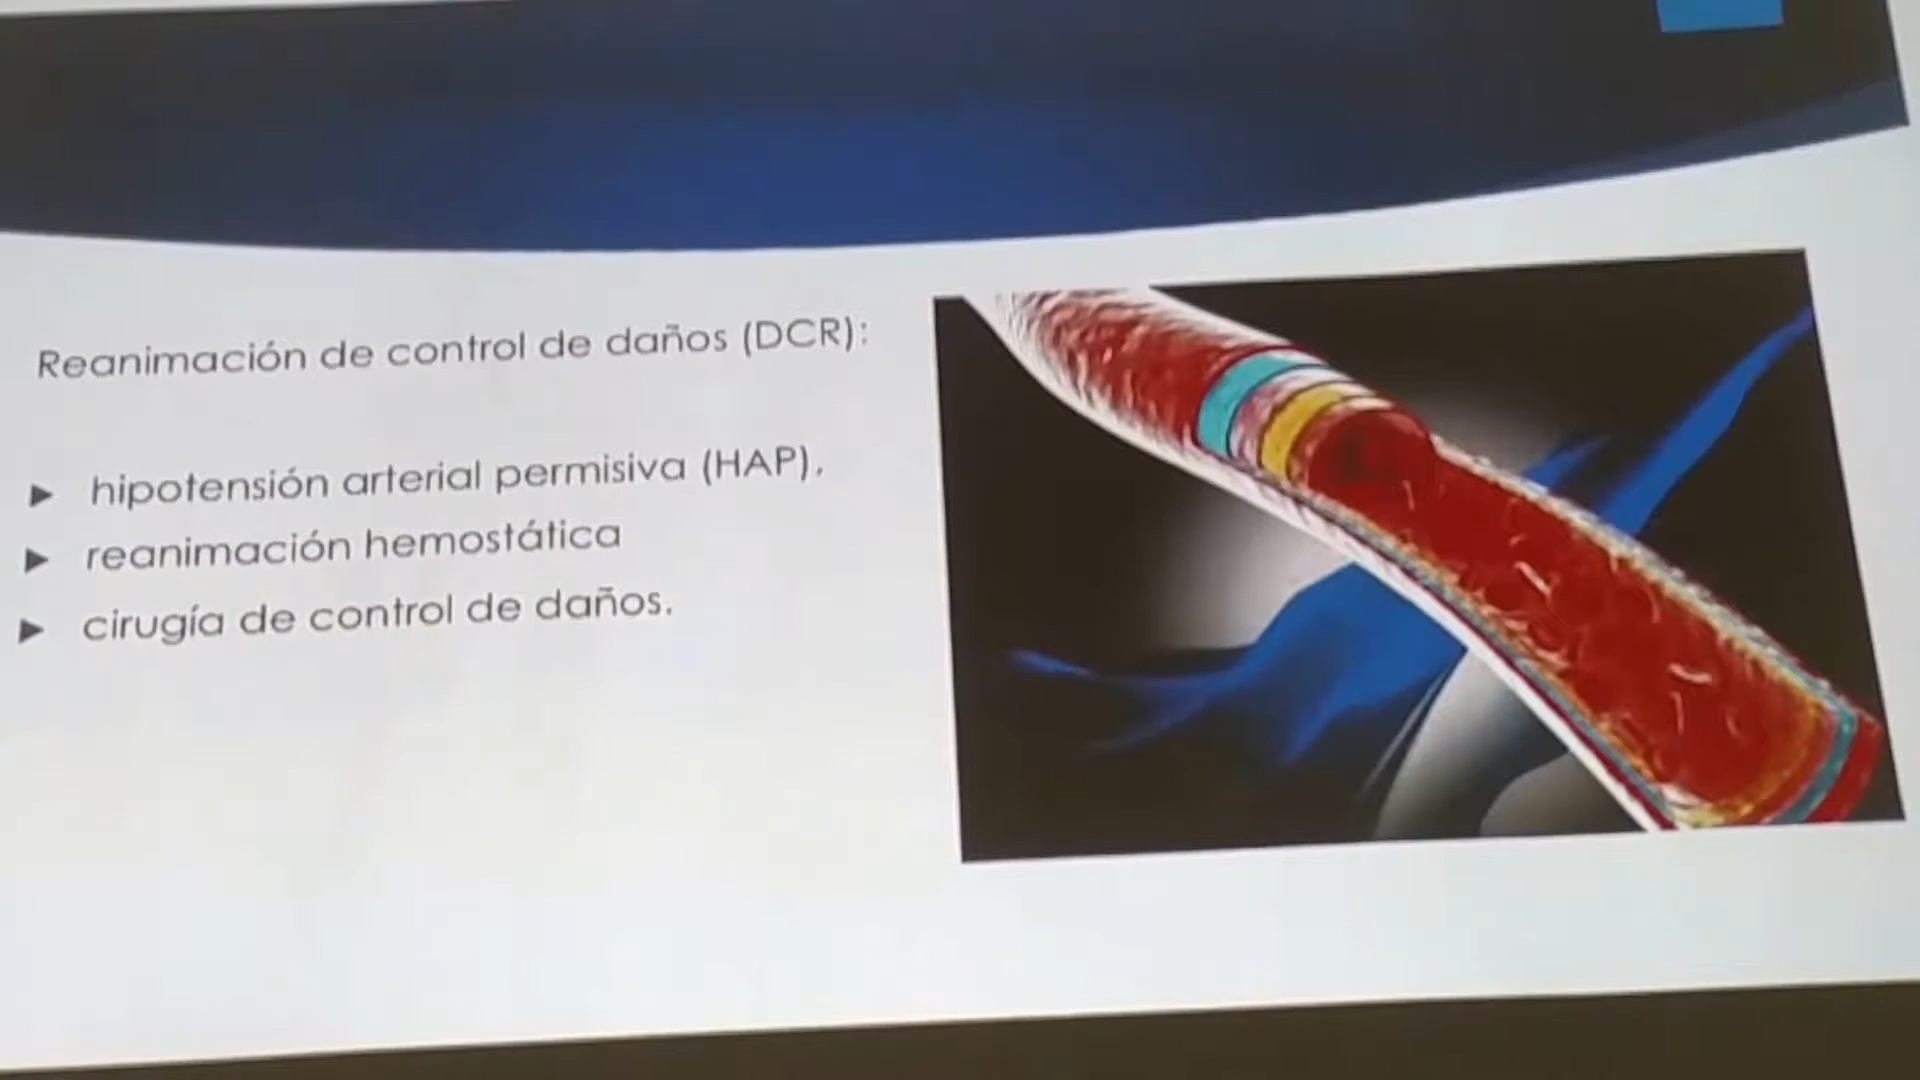 Reanimación de control de daños (DCR):
hipotensión arterial permisiva (HAP),
reanimación hemostática
cirugía de control de daños.